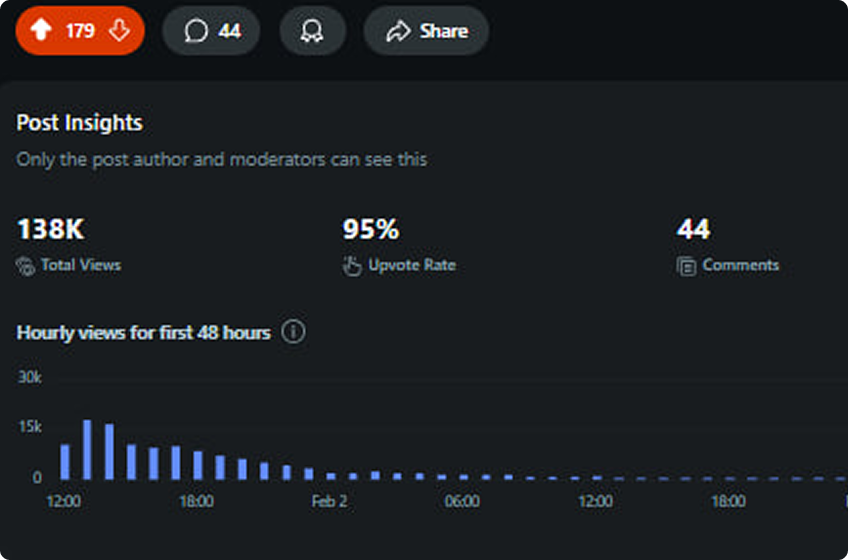 179 44 Share
Post Insights
Only the post author and moderators can see this
138K 95% 44
Total Views Upvote Rate Comments
Hourly views for first 48 hours
30k
15k
0
12:00 18:00 Feb 2 06:00 12:00 18:00